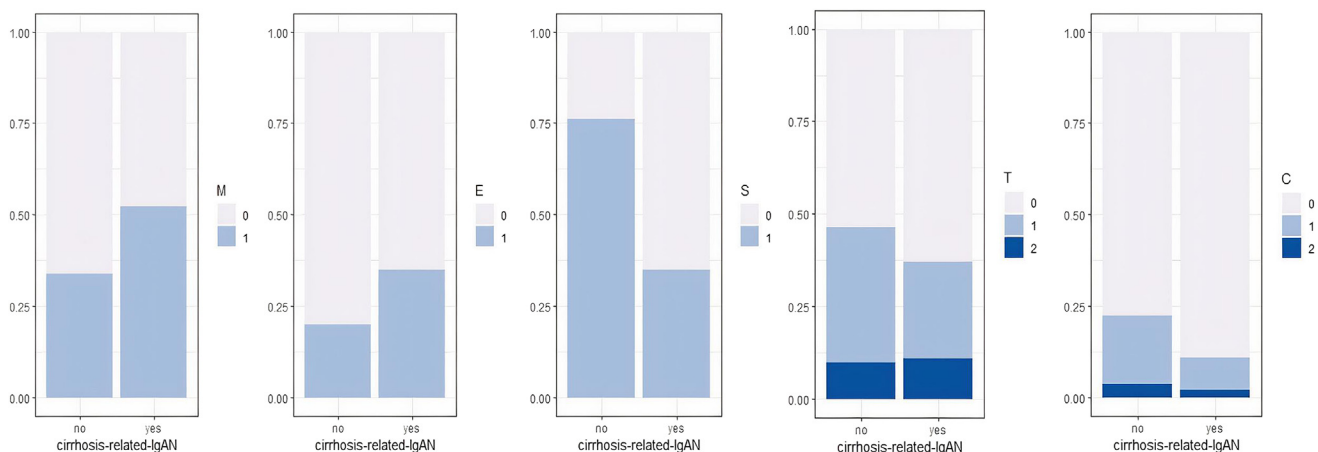 1.00
0.75
0.50
0.25
0.00
no yes
cirrhosis-related-IgAN
M
0
1
1.00
0.75
0.50
0.25
0.00
no yes
cirrhosis-related-IgAN
E
0
1
1.00
0.75
0.50
0.25
0.00
no yes
cirrhosis-related-IgAN
S
0
1
1.00
0.75
0.50
0.25
0.00
no yes
cirrhosis-related-IgAN
T
0
1
2
1.00
0.75
0.50
0.25
0.00
no yes
cirrhosis-related-IgAN
C
0
1
2